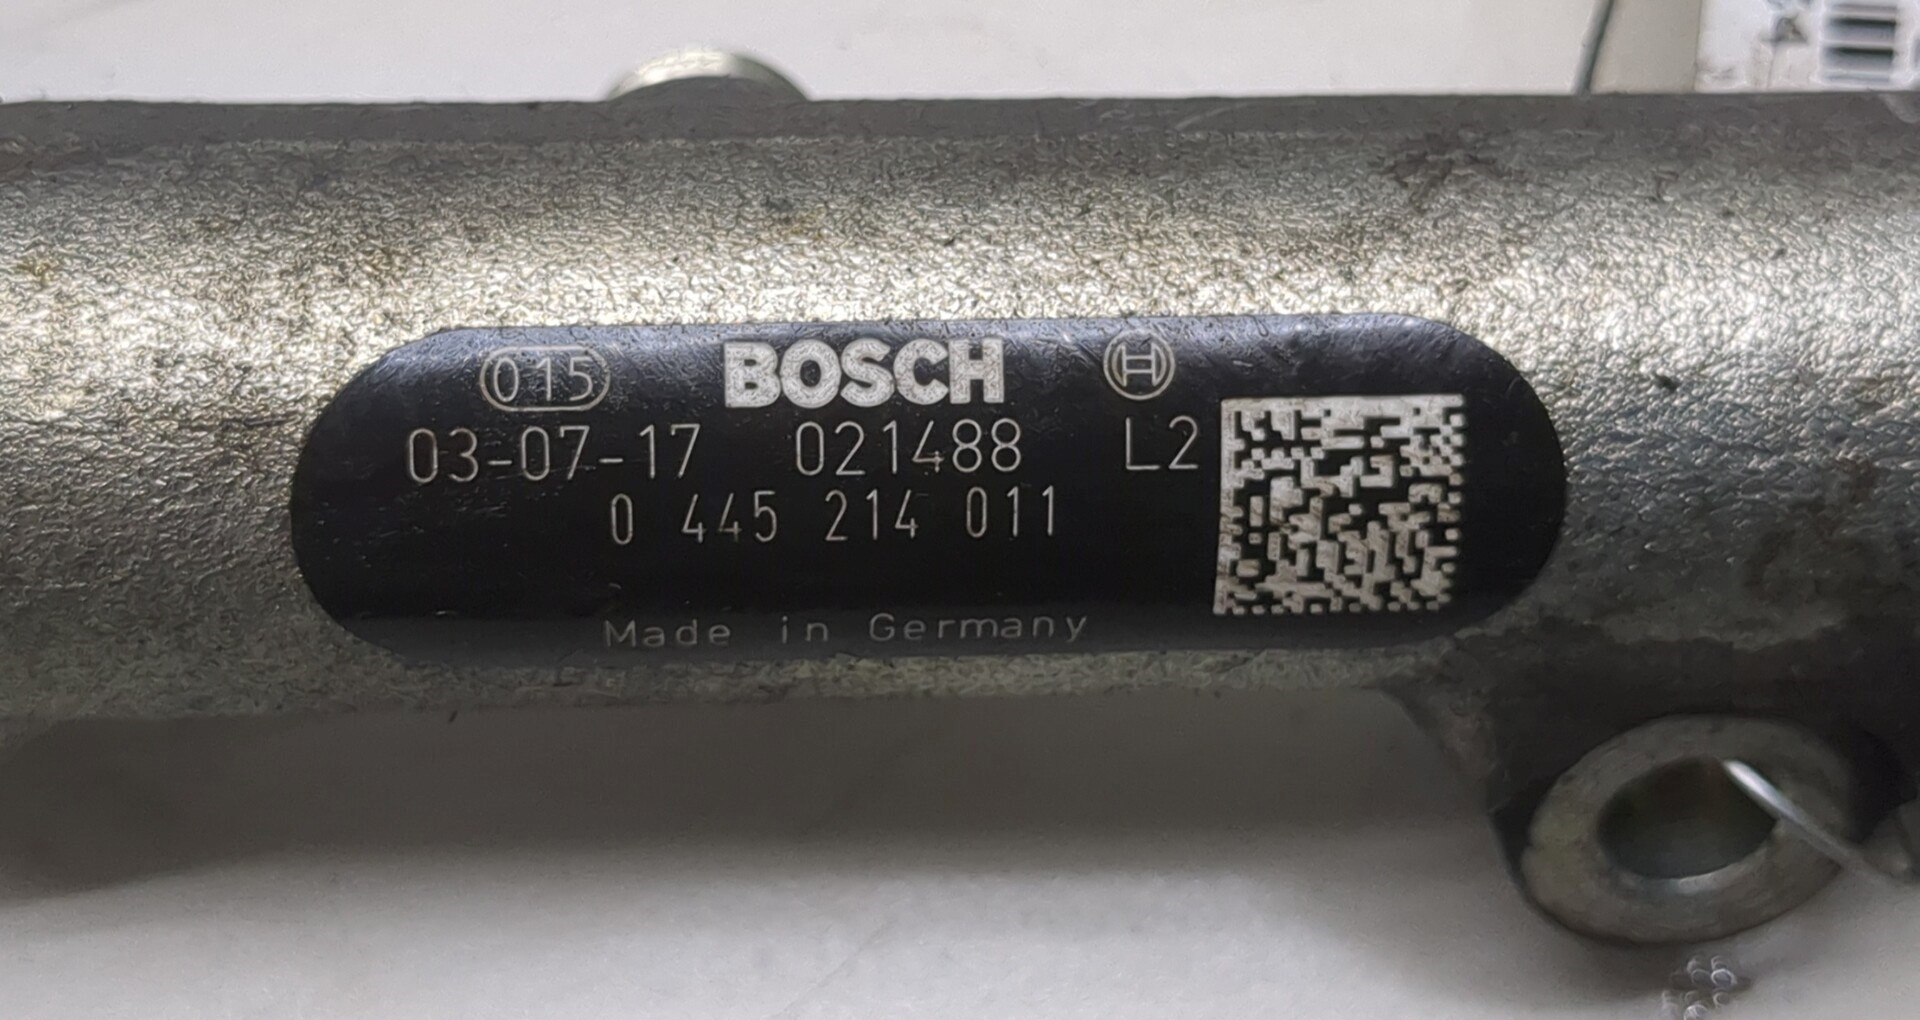 015 BOSCH
03-07-17 021488 L2
0 445 214 011
Made in Germany